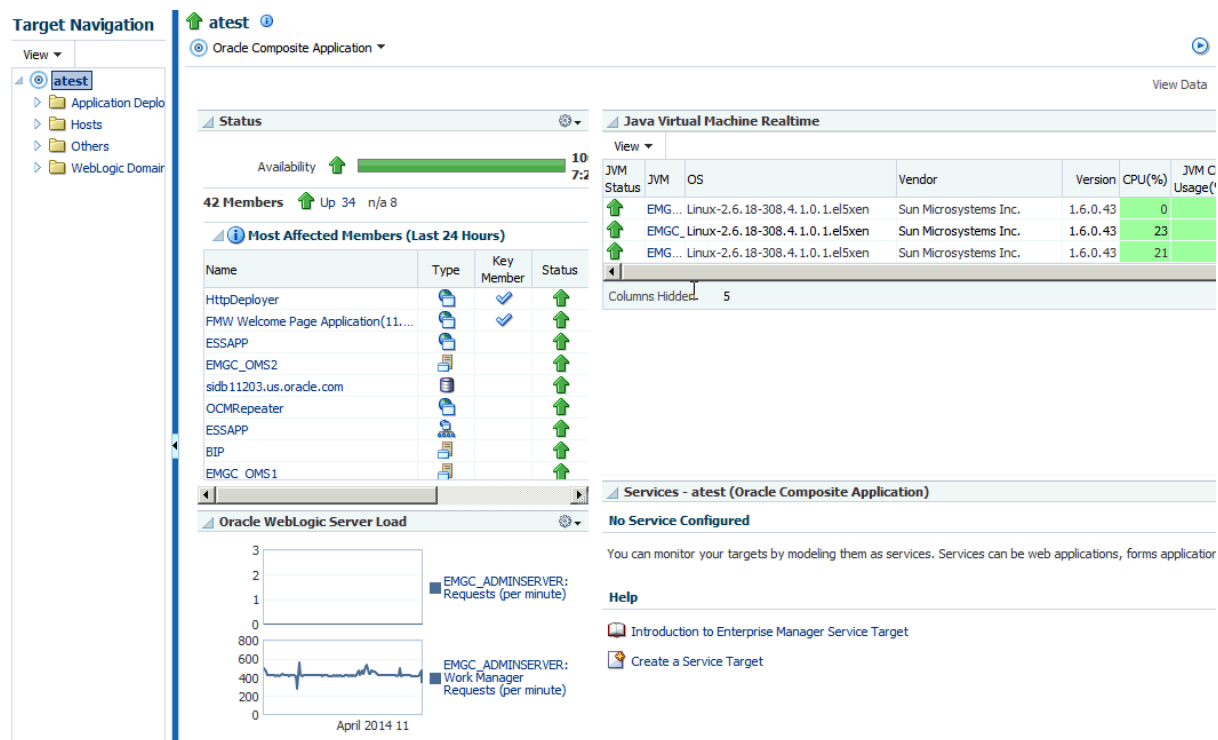 Target Navigation
View
atest
Application Deplo
Hosts
Others
WebLogic Domair
atest
Oracle Composite Application
View Data
Status
Availability
7:2
42 Members Up 34 n/a 8
Most Affected Members (Last 24 Hours)
Name Type Key Member Status
HttpDeployer
FMW Welcome Page Application(11....
ESSAPP
EMGC_OMS2
sidb11203.us.oracle.com
OCMRepeater
ESSAPP
BIP
EMGC_OMS1
Oracle WebLogic Server Load
3
2
1
0
EMGC_ADMINSERVER:
Requests (per minute)
800
600
400
200
0
EMGC_ADMINSERVER:
Work Manager
Requests (per minute)
April 2014 11
Java Virtual Machine Realtime
View
JVM Status JVM OS Vendor Version CPU(%) JVM C
Usage(
EMG... Linux-2.6.18-308.4.1.0.1.el5xen Sun Microsystems Inc. 1.6.0.43 0
EMGC_ Linux-2.6.18-308.4.1.0.1.el5xen Sun Microsystems Inc. 1.6.0.43 23
EMG... Linux-2.6.18-308.4.1.0.1.el5xen Sun Microsystems Inc. 1.6.0.43 21
Columns Hidden 5
Services - atest (Oracle Composite Application)
No Service Configured
You can monitor your targets by modeling them as services. Services can be web applications, forms application
Help
Introduction to Enterprise Manager Service Target
Create a Service Target